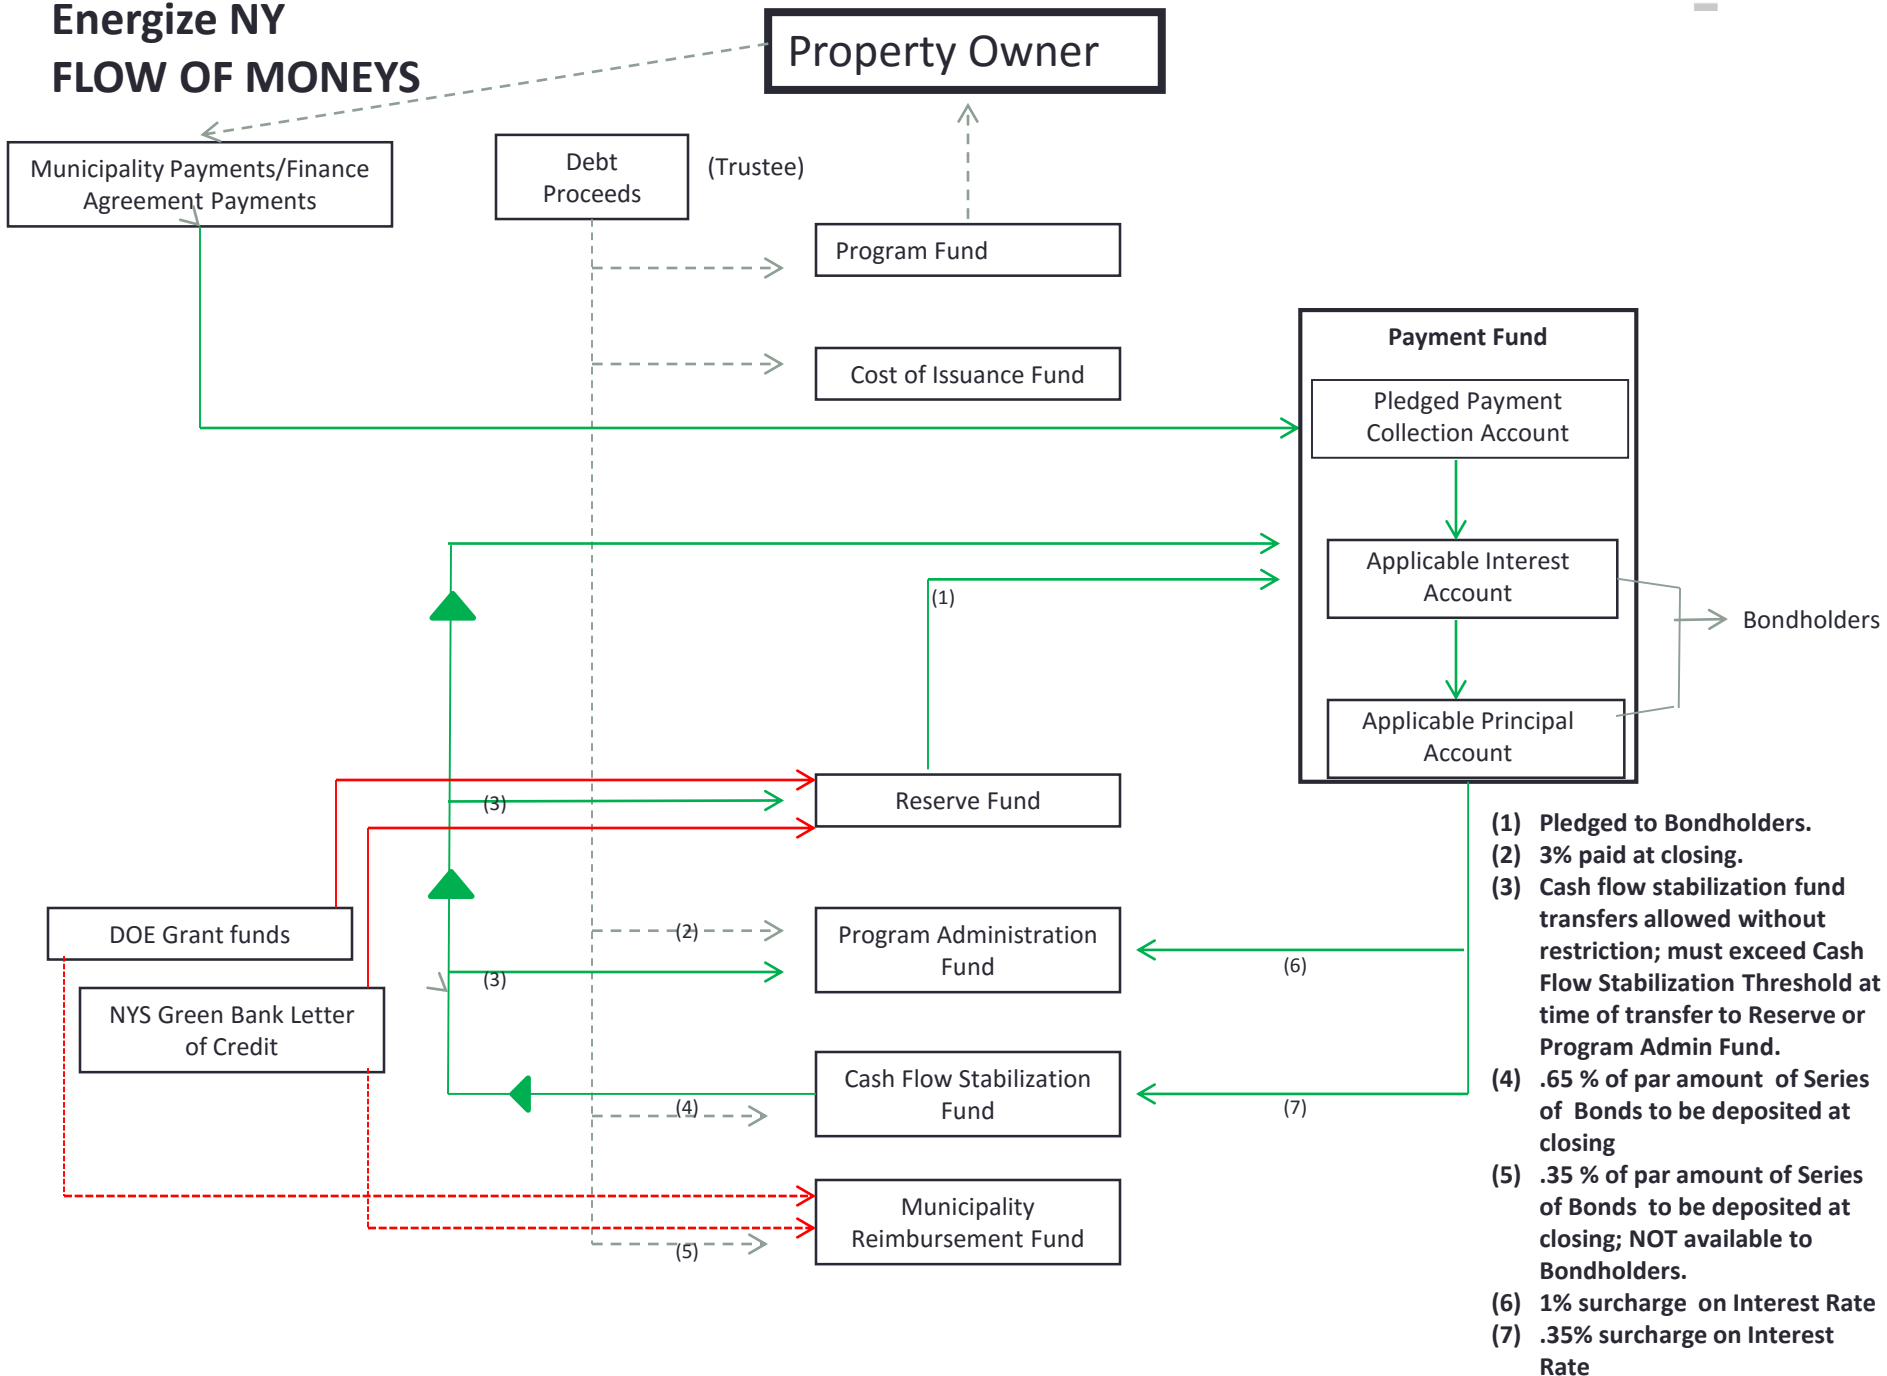 Energize NY
FLOW OF MONEYS
Property Owner
Municipality Payments/Finance
Agreement Payments
Debt
Proceeds
(Trustee)
Program Fund
Cost of Issuance Fund
Payment Fund
Pledged Payment
Collection Account
Applicable Interest
Account
(1)
Bondholders
Applicable Principal
Account
Reserve Fund
(3)
DOE Grant funds
(2)
Program Administration
Fund
(3)
(6)
NYS Green Bank Letter
of Credit
Cash Flow Stabilization
Fund
(4)
(7)
Municipality
Reimbursement Fund
(5)
(1) Pledged to Bondholders.
(2) 3% paid at closing.
(3) Cash flow stabilization fund
transfers allowed without
restriction; must exceed Cash
Flow Stabilization Threshold at
time of transfer to Reserve or
Program Admin Fund.
(4) .65 % of par amount of Series
of Bonds to be deposited at
closing
(5) .35 % of par amount of Series
of Bonds to be deposited at
closing; NOT available to
Bondholders.
(6) 1% surcharge on Interest Rate
(7) .35% surcharge on Interest
Rate